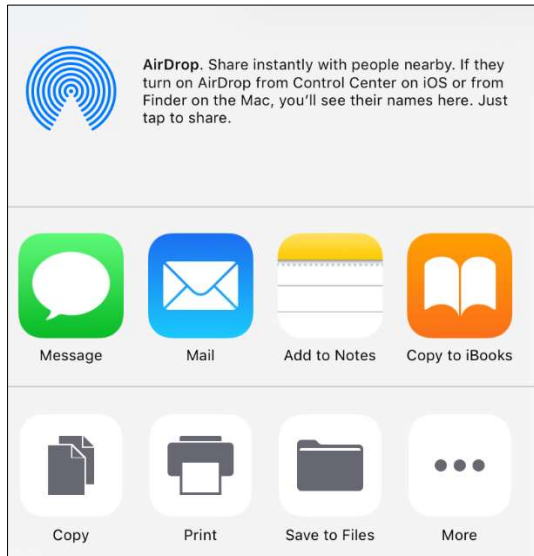 AirDrop. Share instantly with people nearby. If they
turn on AirDrop from Control Center on iOS or from
Finder on the Mac, you’ll see their names here. Just
tap to share.
Message Mail Add to Notes Copy to iBooks
Copy Print Save to Files More